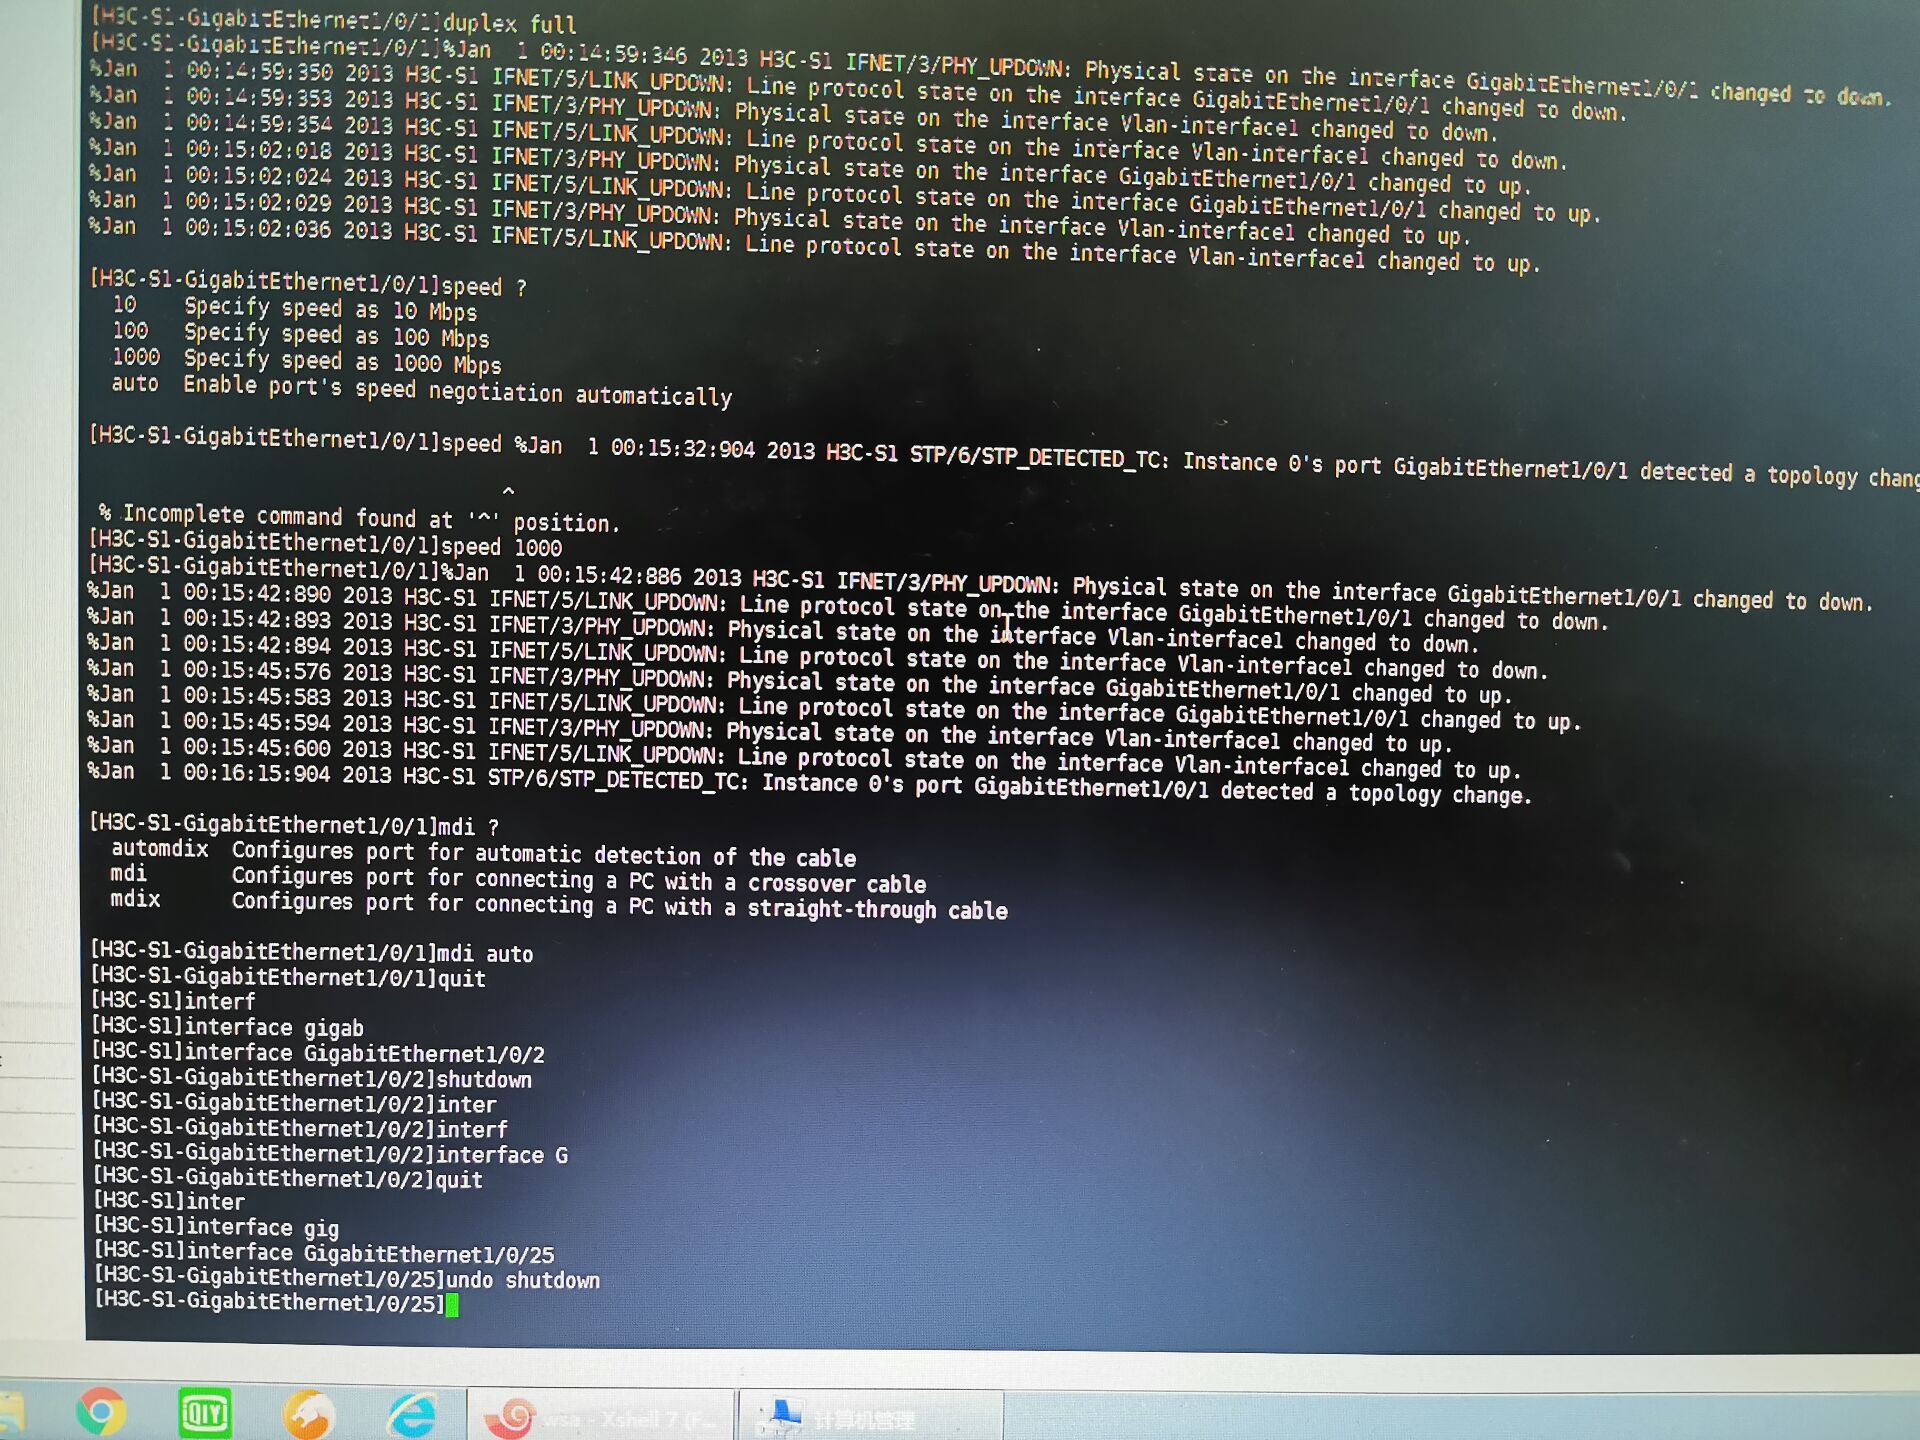 [H3C-S1-GigabitEthernet1/0/1]duplex full
[H3C-S1-GigabitEthernet1/0/1]%Jan  1 00:14:59:346 2013 H3C-S1 IFNET/3/PHY_UPDOWN: Physical state on the interface GigabitEthernet1/0/1 changed to down.
%Jan  1 00:14:59:350 2013 H3C-S1 IFNET/5/LINK_UPDOWN: Line protocol state on the interface GigabitEthernet1/0/1 changed to down.
%Jan  1 00:14:59:353 2013 H3C-S1 IFNET/3/PHY_UPDOWN: Physical state on the interface Vlan-interface1 changed to down.
%Jan  1 00:14:59:354 2013 H3C-S1 IFNET/5/LINK_UPDOWN: Line protocol state on the interface Vlan-interface1 changed to down.
%Jan  1 00:15:02:018 2013 H3C-S1 IFNET/3/PHY_UPDOWN: Physical state on the interface GigabitEthernet1/0/1 changed to up.
%Jan  1 00:15:02:024 2013 H3C-S1 IFNET/5/LINK_UPDOWN: Line protocol state on the interface GigabitEthernet1/0/1 changed to up.
%Jan  1 00:15:02:029 2013 H3C-S1 IFNET/3/PHY_UPDOWN: Physical state on the interface Vlan-interface1 changed to up.
%Jan  1 00:15:02:036 2013 H3C-S1 IFNET/5/LINK_UPDOWN: Line protocol state on the interface Vlan-interface1 changed to up.
[H3C-S1-GigabitEthernet1/0/1]speed ?
10    Specify speed as 10 Mbps
100   Specify speed as 100 Mbps
1000  Specify speed as 1000 Mbps
auto  Enable port's speed negotiation automatically
[H3C-S1-GigabitEthernet1/0/1]speed %Jan  1 00:15:32:904 2013 H3C-S1 STP/6/STP_DETECTED_TC: Instance 0's port GigabitEthernet1/0/1 detected a topology chang
^
% Incomplete command found at '^' position.
[H3C-S1-GigabitEthernet1/0/1]speed 1000
[H3C-S1-GigabitEthernet1/0/1]%Jan  1 00:15:42:886 2013 H3C-S1 IFNET/3/PHY_UPDOWN: Physical state on the interface GigabitEthernet1/0/1 changed to down.
%Jan  1 00:15:42:890 2013 H3C-S1 IFNET/5/LINK_UPDOWN: Line protocol state on the interface GigabitEthernet1/0/1 changed to down.
%Jan  1 00:15:42:893 2013 H3C-S1 IFNET/3/PHY_UPDOWN: Physical state on the interface Vlan-interface1 changed to down.
%Jan  1 00:15:42:894 2013 H3C-S1 IFNET/5/LINK_UPDOWN: Line protocol state on the interface Vlan-interface1 changed to down.
%Jan  1 00:15:45:576 2013 H3C-S1 IFNET/3/PHY_UPDOWN: Physical state on the interface GigabitEthernet1/0/1 changed to up.
%Jan  1 00:15:45:583 2013 H3C-S1 IFNET/5/LINK_UPDOWN: Line protocol state on the interface GigabitEthernet1/0/1 changed to up.
%Jan  1 00:15:45:594 2013 H3C-S1 IFNET/3/PHY_UPDOWN: Physical state on the interface Vlan-interface1 changed to up.
%Jan  1 00:15:45:600 2013 H3C-S1 IFNET/5/LINK_UPDOWN: Line protocol state on the interface Vlan-interface1 changed to up.
%Jan  1 00:16:15:904 2013 H3C-S1 STP/6/STP_DETECTED_TC: Instance 0's port GigabitEthernet1/0/1 detected a topology change.
[H3C-S1-GigabitEthernet1/0/1]mdi ?
automdix  Configures port for automatic detection of the cable
mdi       Configures port for connecting a PC with a crossover cable
mdix      Configures port for connecting a PC with a straight-through cable
[H3C-S1-GigabitEthernet1/0/1]mdi auto
[H3C-S1-GigabitEthernet1/0/1]quit
[H3C-S1]interf
[H3C-S1]interface gigab
[H3C-S1]interface GigabitEthernet1/0/2
[H3C-S1-GigabitEthernet1/0/2]shutdown
[H3C-S1-GigabitEthernet1/0/2]inter
[H3C-S1-GigabitEthernet1/0/2]interf
[H3C-S1-GigabitEthernet1/0/2]interface G
[H3C-S1-GigabitEthernet1/0/2]quit
[H3C-S1]inter
[H3C-S1]interface gig
[H3C-S1]interface GigabitEthernet1/0/25
[H3C-S1-GigabitEthernet1/0/25]undo shutdown
[H3C-S1-GigabitEthernet1/0/25]
QIY
wsa - Xshell 7 (F...
计算机管理